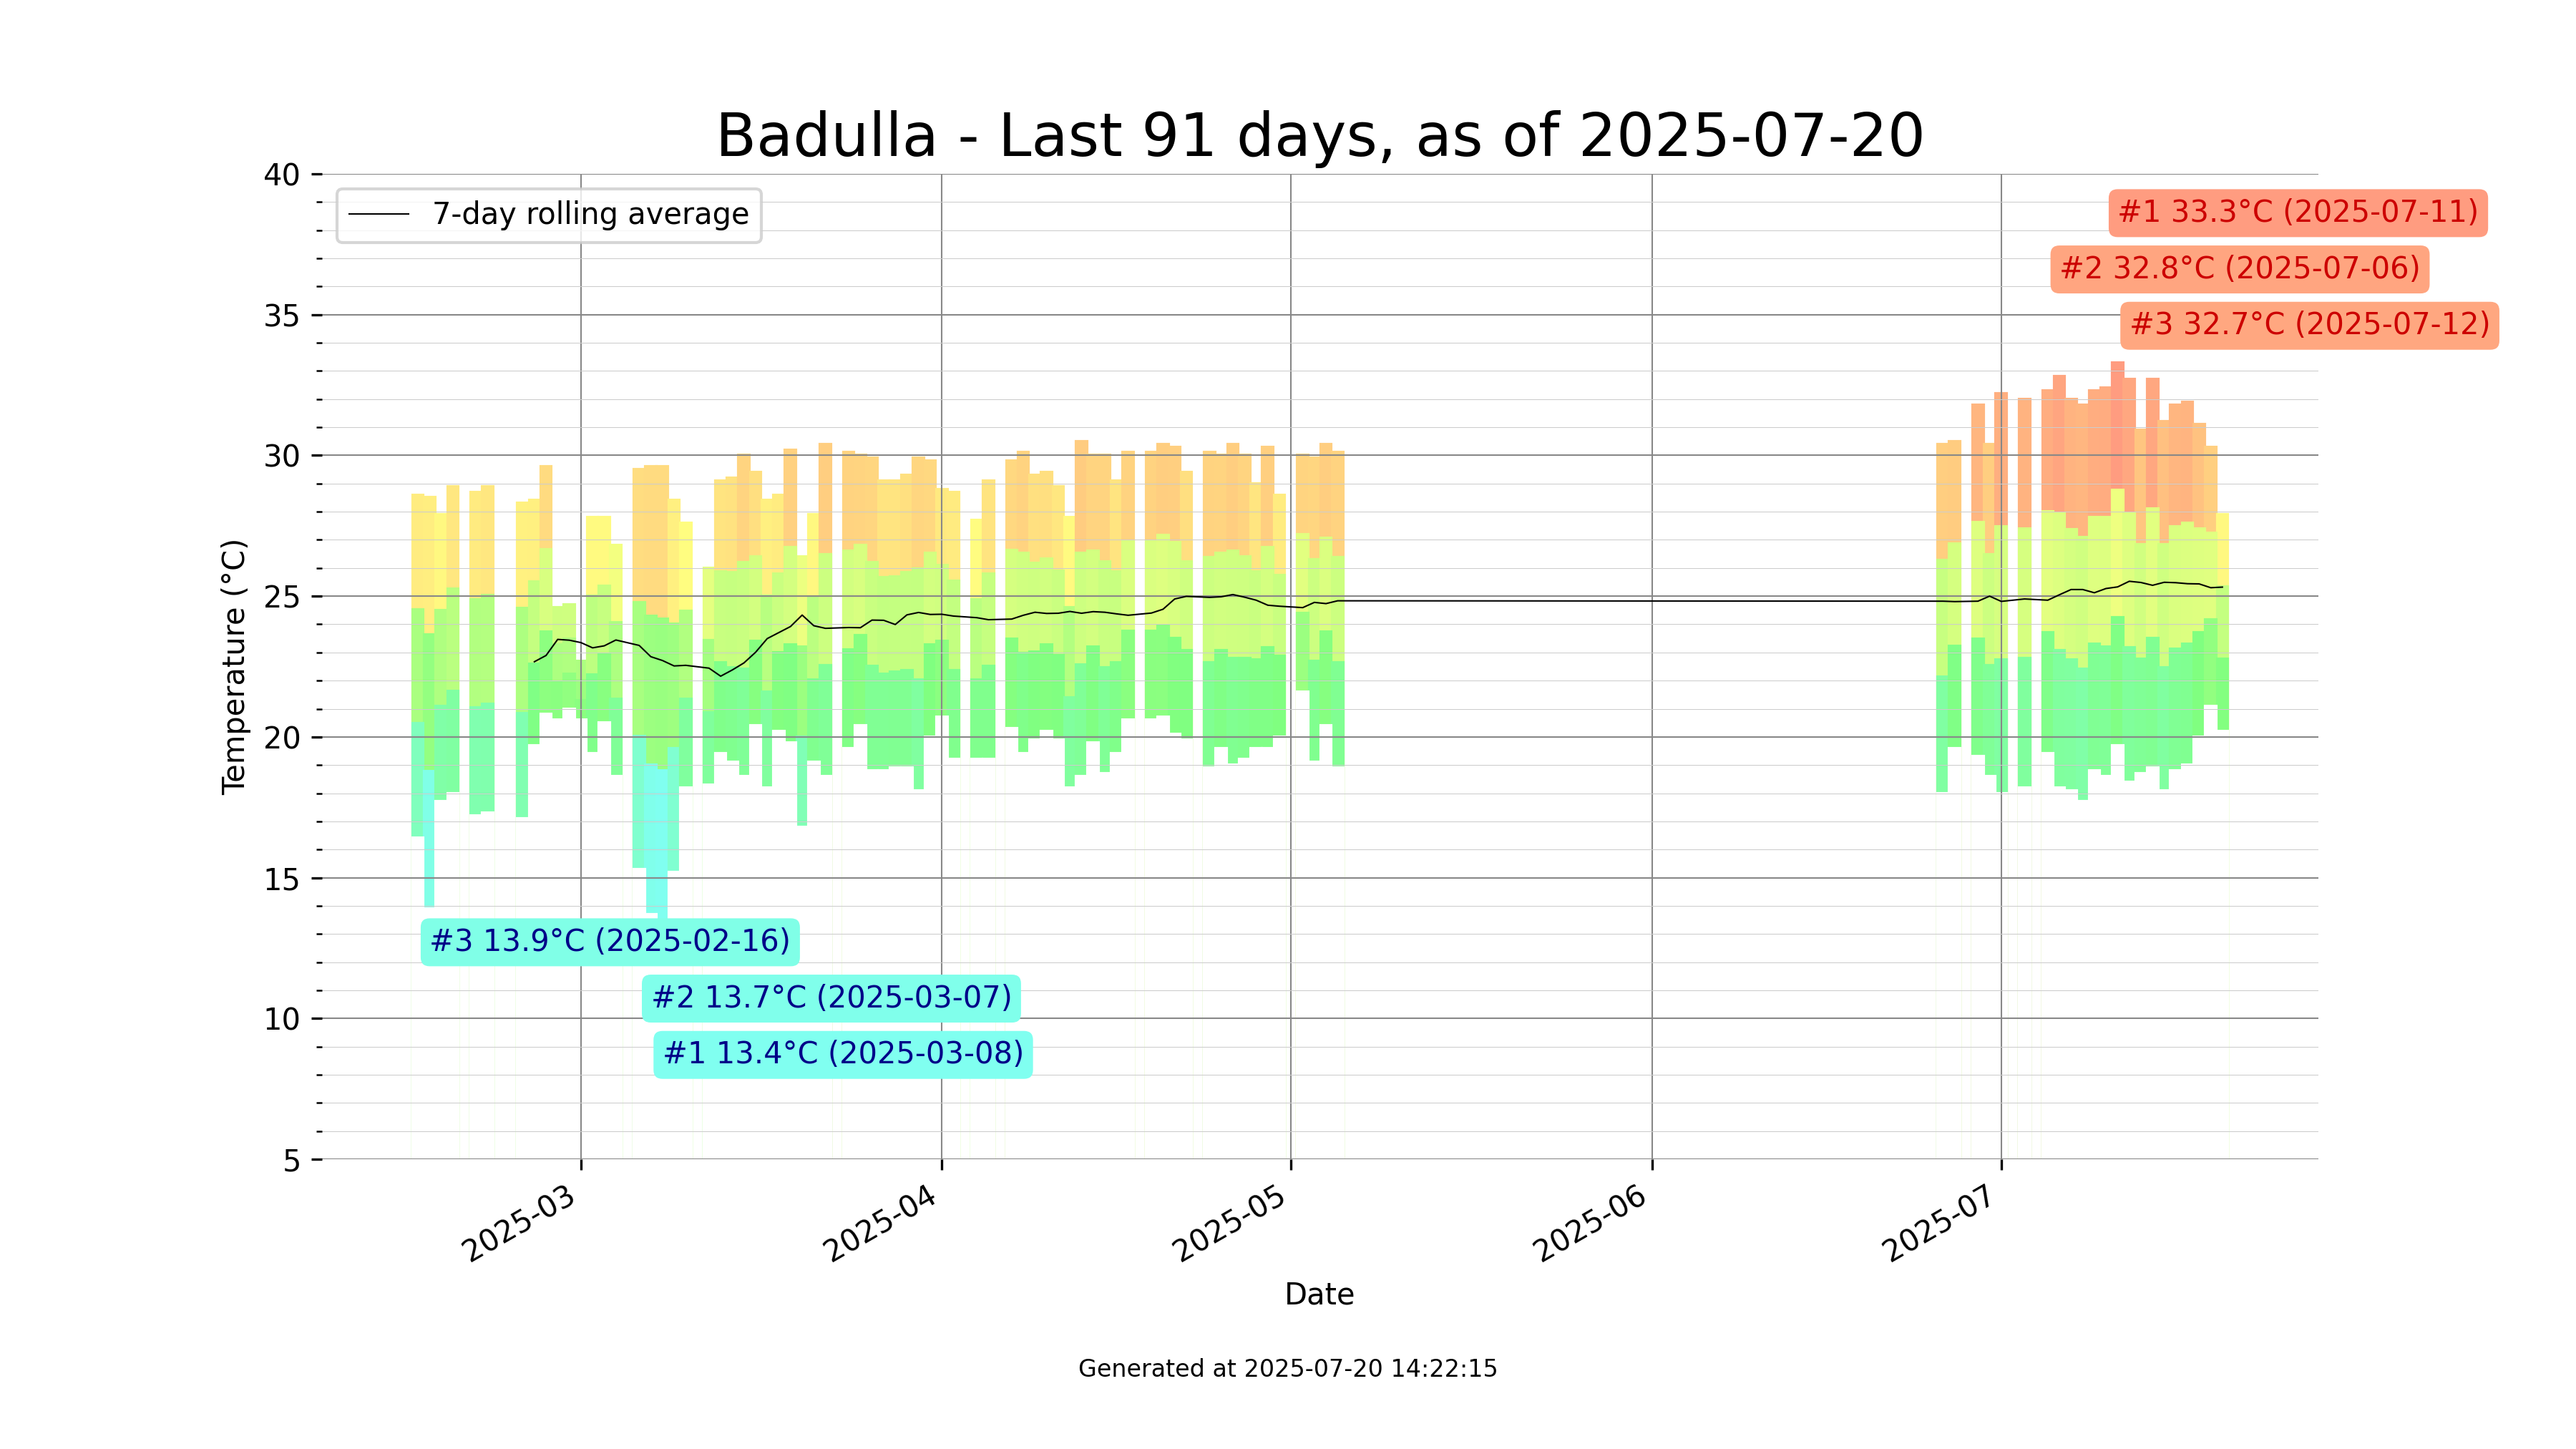 Badulla - Last 91 days, as of 2025-07-20
7-day rolling average
#1 33.3°C (2025-07-11)
#2 32.8°C (2025-07-06)
#3 32.7°C (2025-07-12)
40
35
30
25
20
15
10
5
Temperature (°C)
#3 13.9°C (2025-02-16)
#2 13.7°C (2025-03-07)
#1 13.4°C (2025-03-08)
2025-03
2025-04
2025-05
2025-06
2025-07
Date
Generated at 2025-07-20 14:22:15